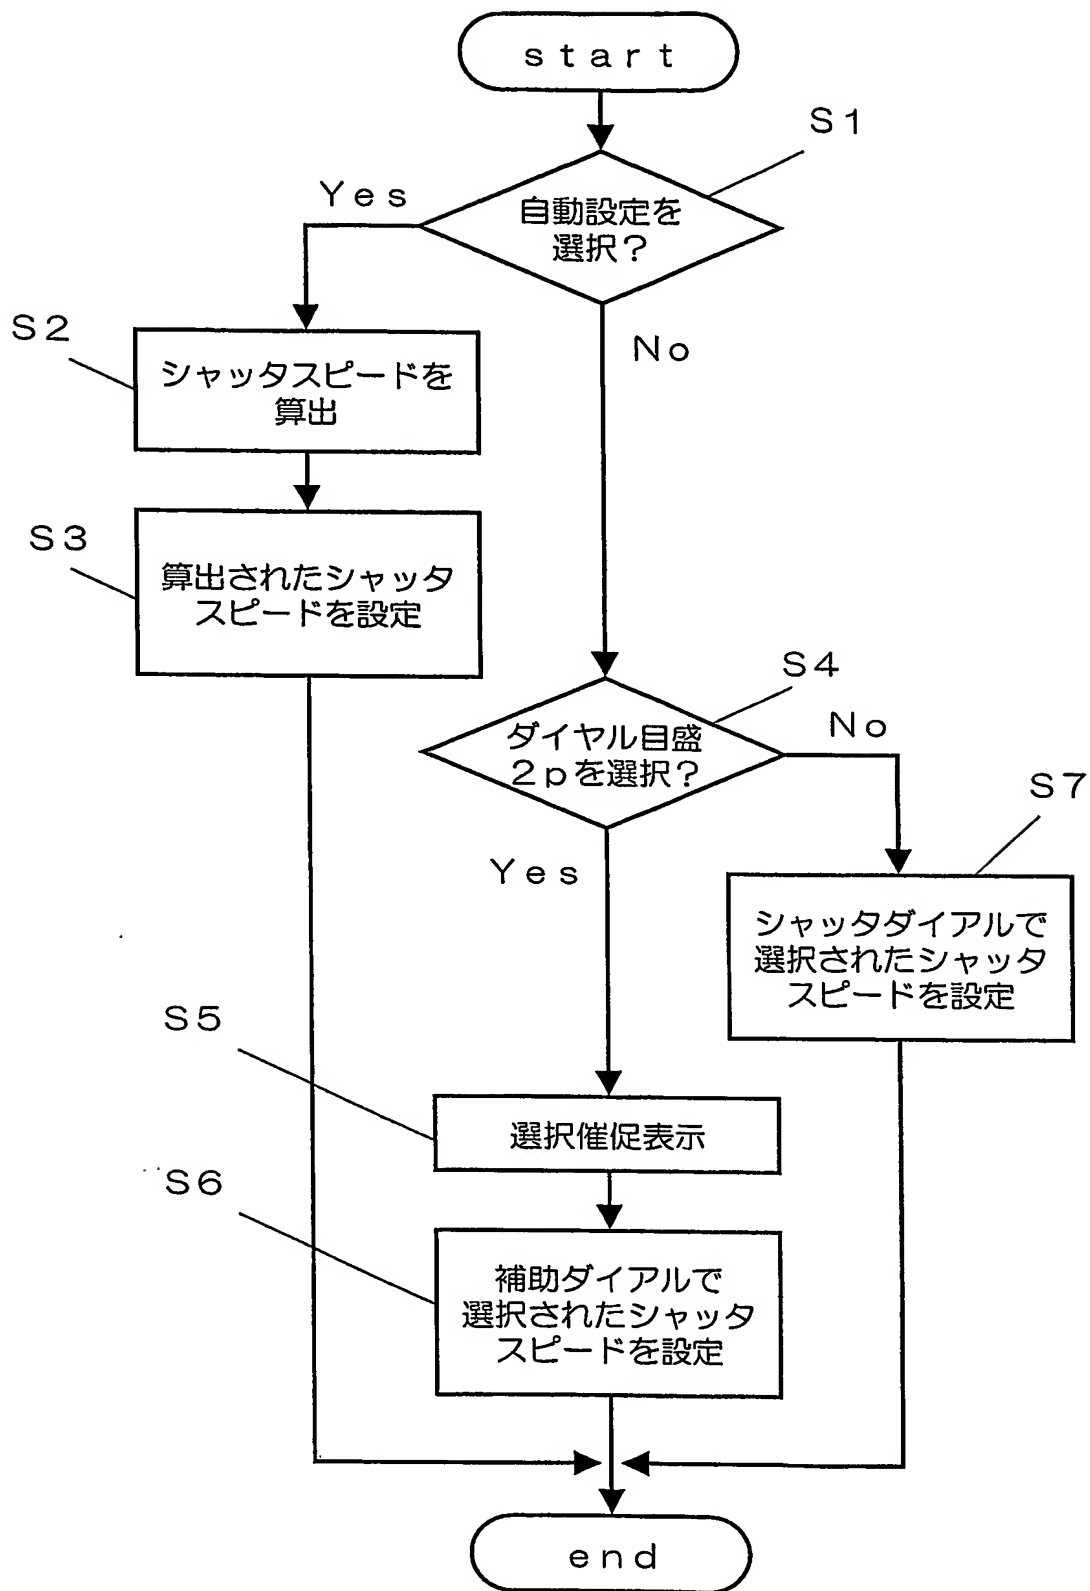 start
S1
自動設定を
選択?
Yes
No
S2
シャッタスピードを
算出
S3
算出されたシャッタ
スピードを設定
S4
ダイヤル目盛
2pを選択?
No
Yes
S7
シャッタダイアルで
選択されたシャッタ
スピードを設定
S5
選択催促表示
S6
補助ダイアルで
選択されたシャッタ
スピードを設定
end